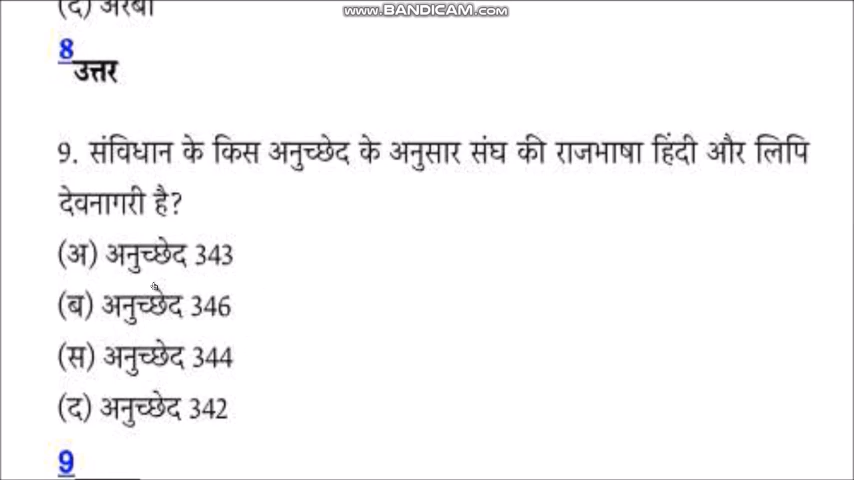 www.BANDICAM.com
(द) अरबी
8
उत्तर
9. संविधान के किस अनुच्छेद के अनुसार संघ की राजभाषा हिंदी और लिपि
देवनागरी है?
(अ) अनुच्छेद 343
(ब) अनुच्छेद 346
(स) अनुच्छेद 344
(द) अनुच्छेद 342
9